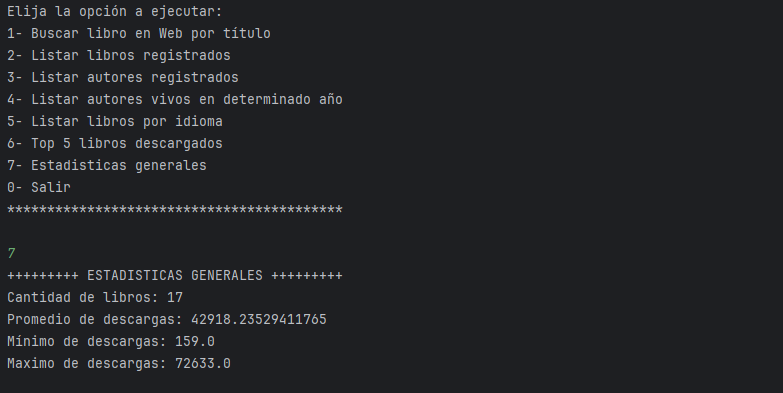 Elija la opción a ejecutar:
1- Buscar libro en Web por título
2- Listar libros registrados
3- Listar autores registrados
4- Listar autores vivos en determinado año
5- Listar libros por idioma
6- Top 5 libros descargados
7- Estadisticas generales
0- Salir
******************************************
7
+++++++++ ESTADISTICAS GENERALES +++++++++
Cantidad de libros: 17
Promedio de descargas: 42918.23529411765
Mínimo de descargas: 159.0
Maximo de descargas: 72633.0